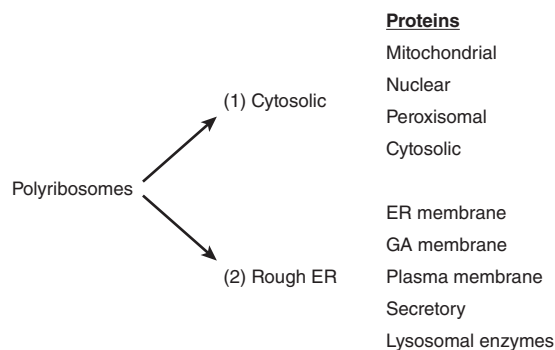 Proteins
Mitochondrial
Nuclear
(1) Cytosolic
Peroxisomal
Cytosolic
Polyribosomes
ER membrane
GA membrane
(2) Rough ER
Plasma membrane
Secretory
Lysosomal enzymes